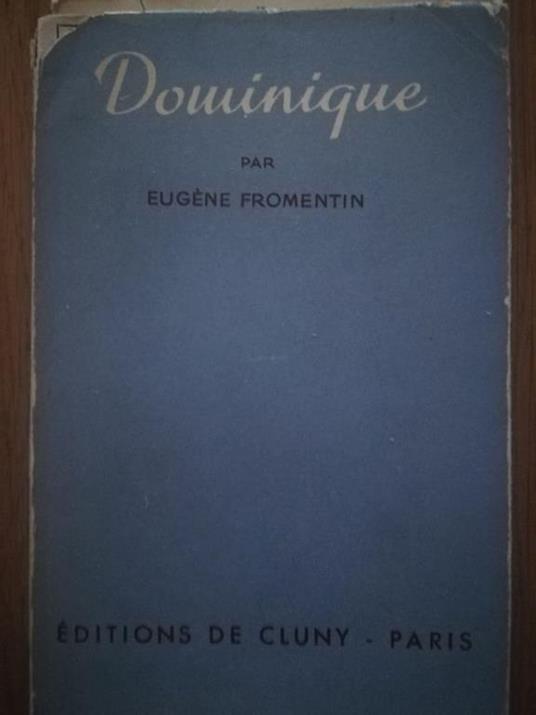 Dominique
PAR
EUGÈNE FROMENTIN
ÉDITIONS DE CLUNY - PARIS